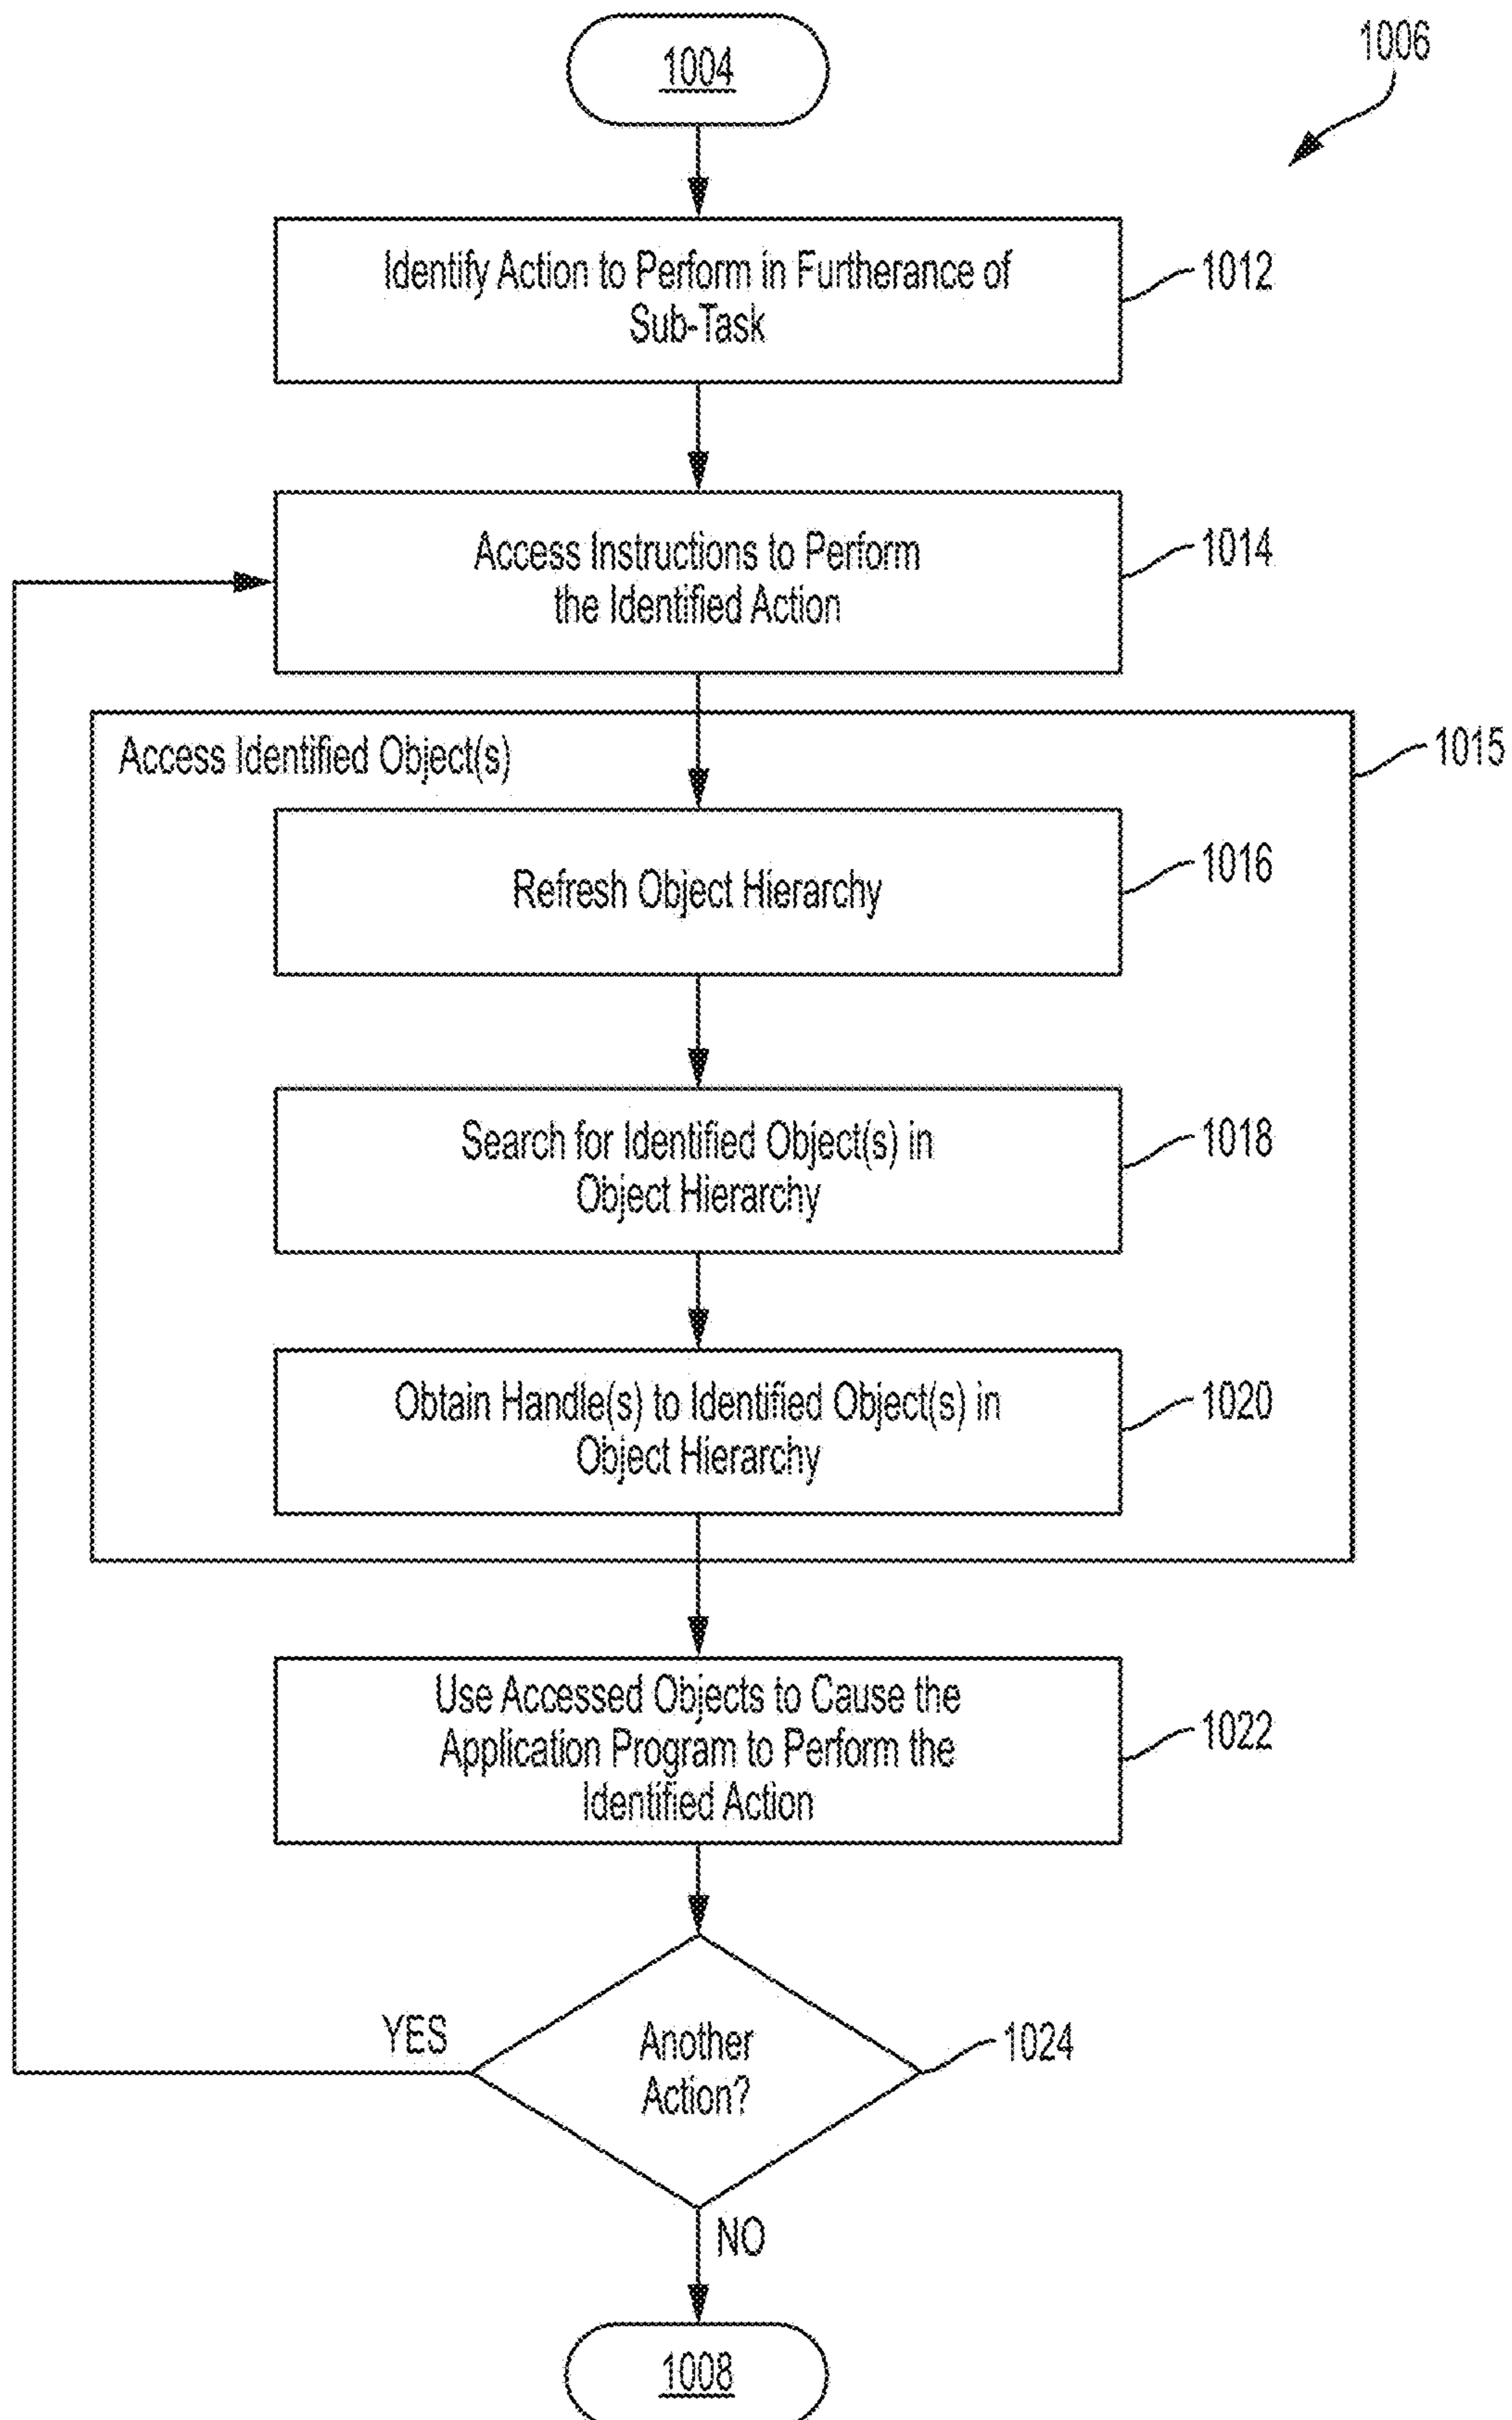 1004
1006
Identify Action to Perform in Furtherance of
Sub-Task
1012
Access Instructions to Perform
the Identified Action
1014
Access Identified Object(s)
1015
Refresh Object Hierarchy
1016
Search for Identified Object(s) in
Object Hierarchy
1018
Obtain Handle(s) to Identified Object(s) in
Object Hierarchy
1020
Use Accessed Objects to Cause the
Application Program to Perform the
Identified Action
1022
YES
Another
Action?
1024
NO
1008